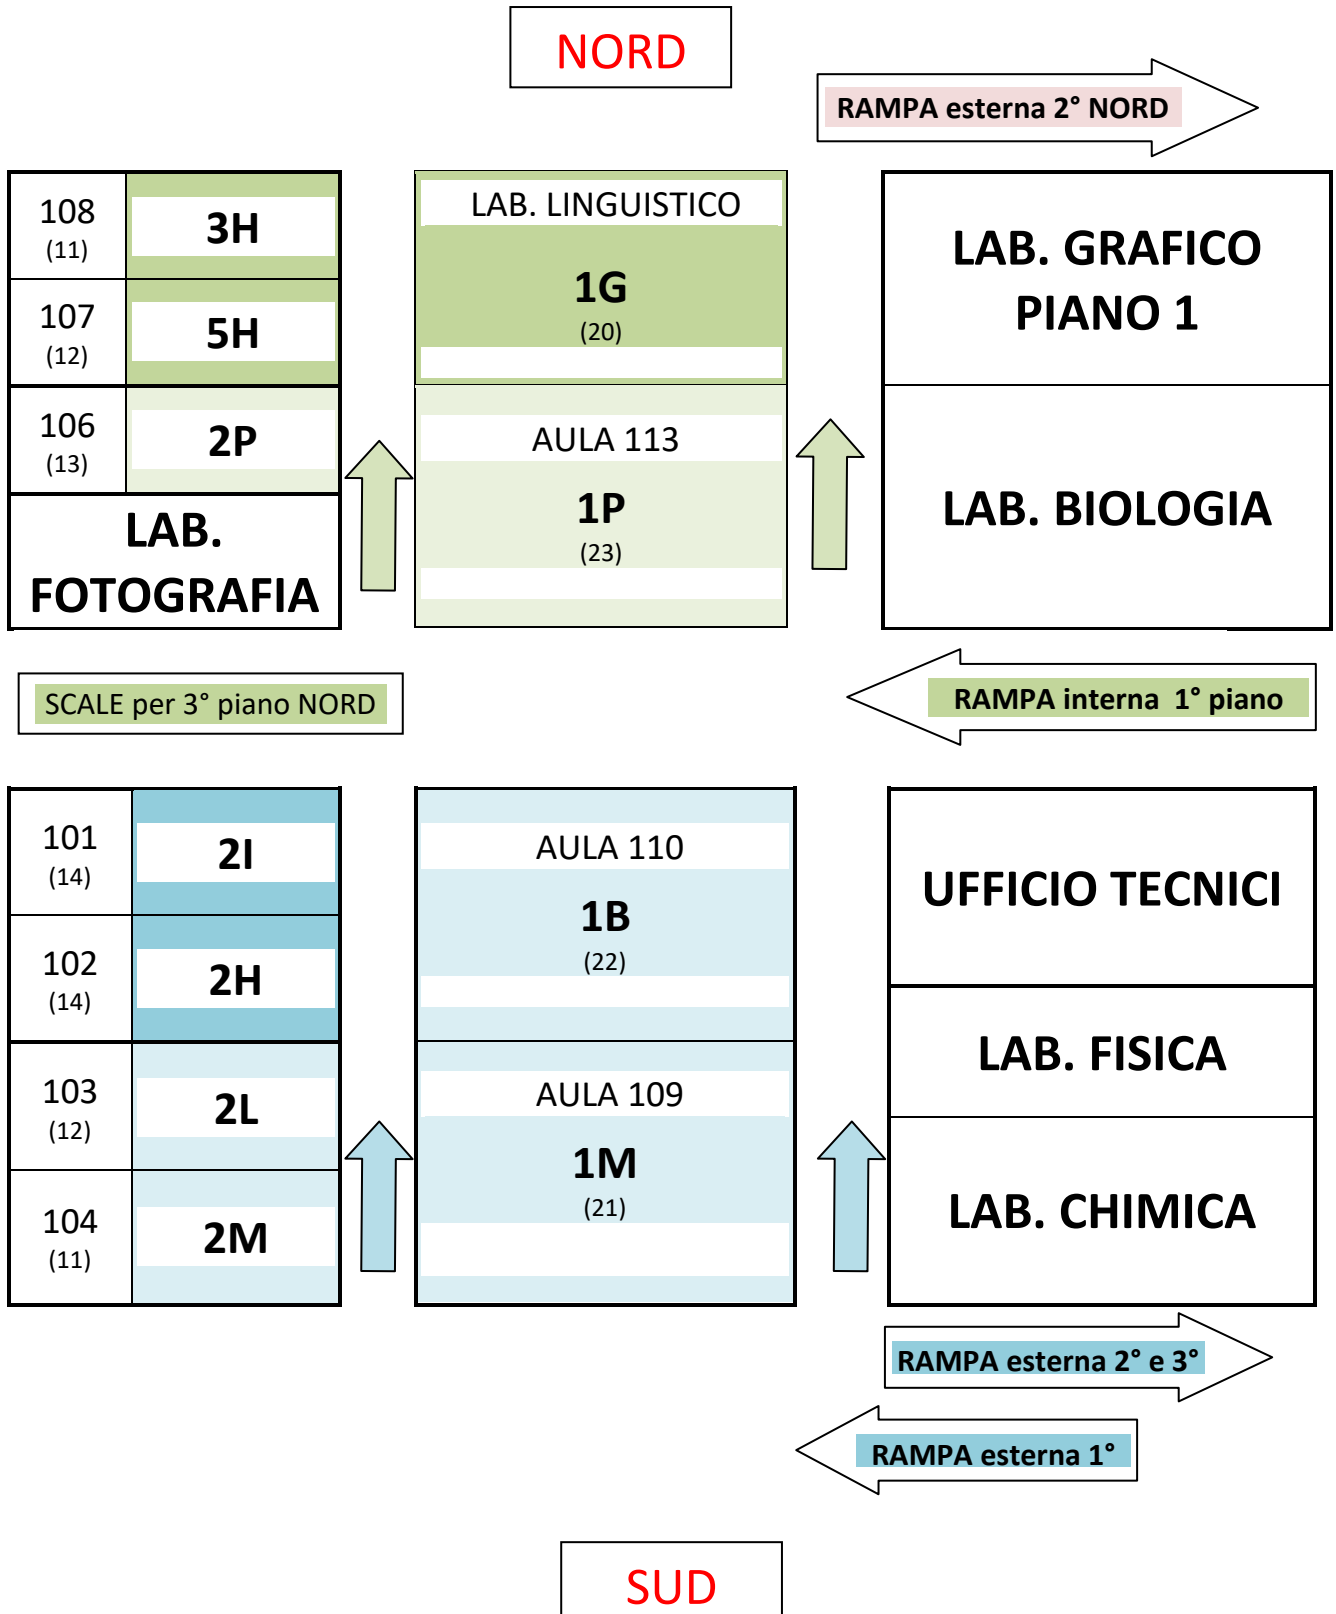 NORD
RAMPA esterna 2° NORD
108
(11)
3H
107
(12)
5H
106
(13)
2P
LAB.
FOTOGRAFIA
LAB. LINGUISTICO
1G
(20)
AULA 113
1P
(23)
LAB. GRAFICO
PIANO 1
LAB. BIOLOGIA
SCALE per 3° piano NORD
RAMPA interna 1° piano
101
(14)
2I
102
(14)
2H
103
(12)
2L
104
(11)
2M
AULA 110
1B
(22)
AULA 109
1M
(21)
UFFICIO TECNICI
LAB. FISICA
LAB. CHIMICA
RAMPA esterna 2° e 3°
RAMPA esterna 1°
SUD